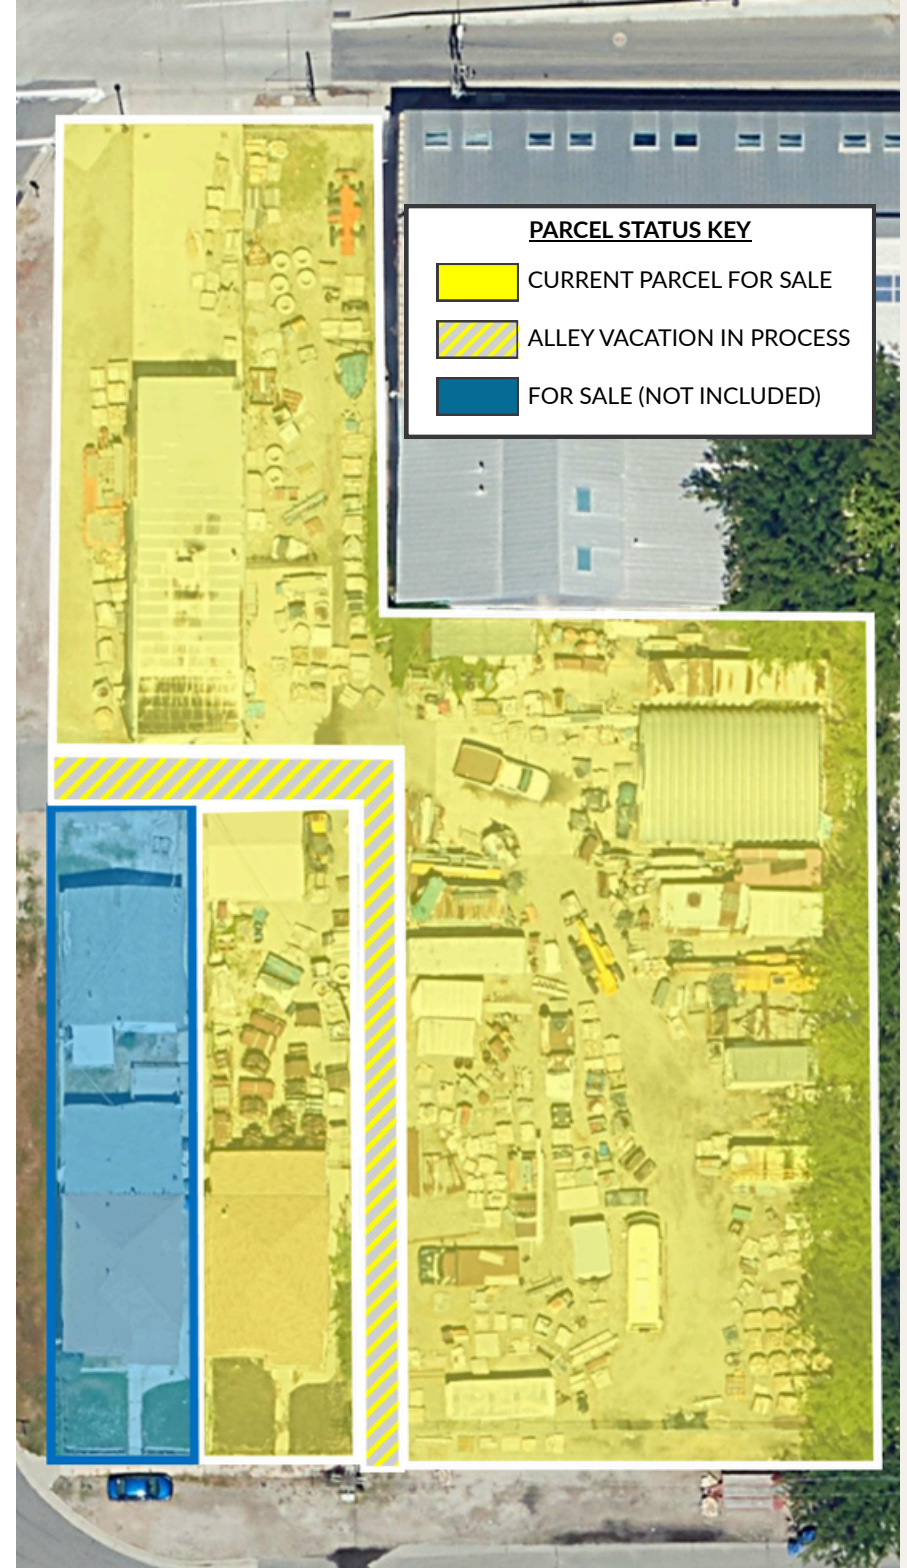 PARCEL STATUS KEY
CURRENT PARCEL FOR SALE
ALLEY VACATION IN PROCESS
FOR SALE (NOT INCLUDED)